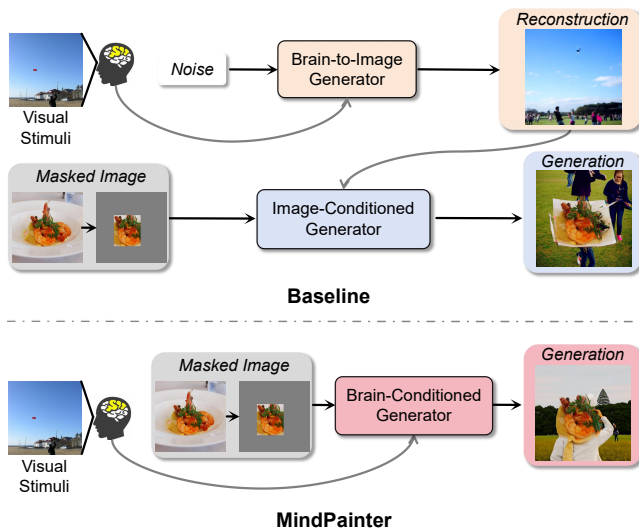 Reconstruction
Visual
Stimuli
Noise
Brain-to-Image
Generator
Masked Image
Image-Conditioned
Generator
Generation
Baseline
Visual
Stimuli
Masked Image
Brain-Conditioned
Generator
Generation
MindPainter